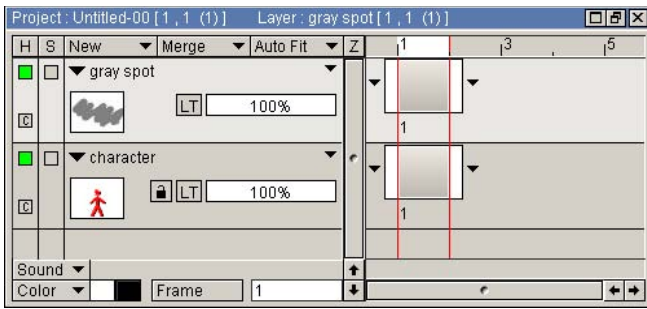 Project : Untitled-00 [ 1 , 1 (1) ] Layer : gray spot [ 1 , 1 (1) ]
H S New Merge Auto Fit Z 1 3 5
gray spot
LT 100%
C 1
character
LT 100%
C 1
Sound
Color Frame 1